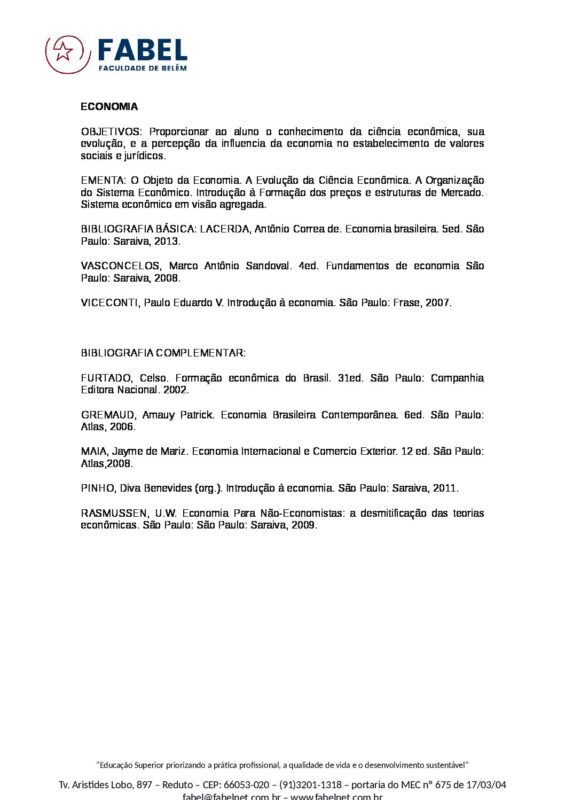 FABEL
FACULDADE DE BELÉM
ECONOMIA
OBJETIVOS: Proporcionar ao aluno o conhecimento da ciência econômica, sua
evolução, e a percepção da influencia da economia no estabelecimento de valores
sociais e jurídicos.
EMENTA: O Objeto da Economia. A Evolução da Ciência Econômica. A Organização
do Sistema Econômico. Introdução à Formação dos preços e estruturas de Mercado.
Sistema econômico em visão agregada.
BIBLIOGRAFIA BÁSICA: LACERDA, Antônio Correa de. Economia brasileira. 5ed. São
Paulo: Saraiva, 2013.
VASCONCELOS, Marco Antônio Sandoval. 4ed. Fundamentos de economia São
Paulo: Saraiva, 2008.
VICECONTI, Paulo Eduardo V. Introdução à economia. São Paulo: Frase, 2007.
BIBLIOGRAFIA COMPLEMENTAR:
FURTADO, Celso. Formação econômica do Brasil. 31ed. São Paulo: Companhia
Editora Nacional. 2002.
GREMAUD, Amauy Patrick. Economia Brasileira Contemporânea. 6ed. São Paulo:
Atlas, 2006.
MAIA, Jayme de Mariz. Economia Internacional e Comercio Exterior. 12 ed. São Paulo:
Atlas,2008.
PINHO, Diva Benevides (org.). Introdução à economia. São Paulo: Saraiva, 2011.
RASMUSSEN, U.W. Economia Para Não-Economistas: a desmitificação das teorias
econômicas. São Paulo: São Paulo: Saraiva, 2009.
"Educação Superior priorizando a prática profissional, a qualidade de vida e o desenvolvimento sustentável"
Tv. Aristides Lobo, 897 – Reduto – CEP: 66053-020 – (91)3201-1318 – portaria do MEC nº 675 de 17/03/04
fabel@fabelnet.com.br – www.fabelnet.com.br